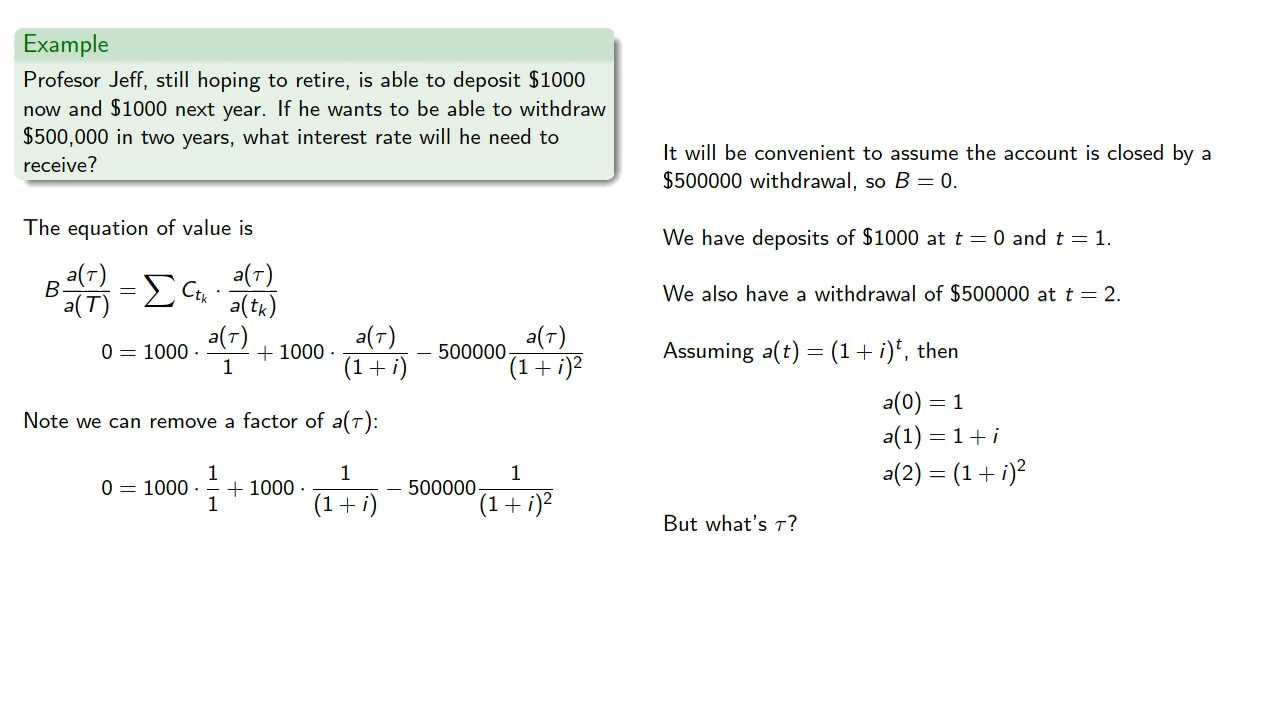 Example
Profesor Jeff, still hoping to retire, is able to deposit $1000
now and $1000 next year. If he wants to be able to withdraw
$500,000 in two years, what interest rate will he need to
receive?
The equation of value is
B a(τ)/a(T) = ∑ C_{t_k} · a(τ)/a(t_k)
0 = 1000 · a(τ)/1 + 1000 · a(τ)/(1 + i) − 500000 a(τ)/(1 + i)²
Note we can remove a factor of a(τ):
0 = 1000 · 1/1 + 1000 · 1/(1 + i) − 500000 1/(1 + i)²
It will be convenient to assume the account is closed by a
$500000 withdrawal, so B = 0.
We have deposits of $1000 at t = 0 and t = 1.
We also have a withdrawal of $500000 at t = 2.
Assuming a(t) = (1 + i)^t, then
a(0) = 1
a(1) = 1 + i
a(2) = (1 + i)²
But what's τ?